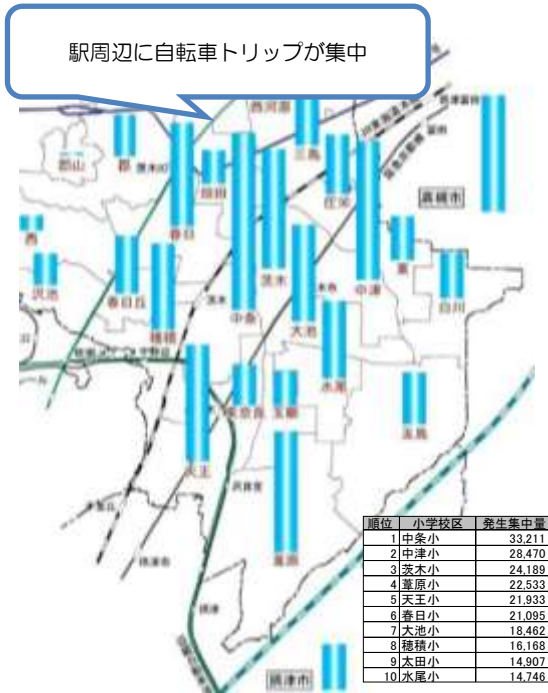 駅周辺に自転車トリップが集中
西河原
三島
郡山
郡
春日
畑田
庄栄
高槻市
富田
西
沢池
春日丘
穂積
中条
茨木
大池
中津
東
白川
水尾
天王
東奈良
玉櫛
玉島
葦原
摂津市
順位 小学校区 発生集中量
1 中条小 33,211
2 中津小 28,470
3 茨木小 24,189
4 葦原小 22,533
5 天王小 21,933
6 春日小 21,095
7 大池小 18,462
8 穂積小 16,168
9 太田小 14,907
10 水尾小 14,746